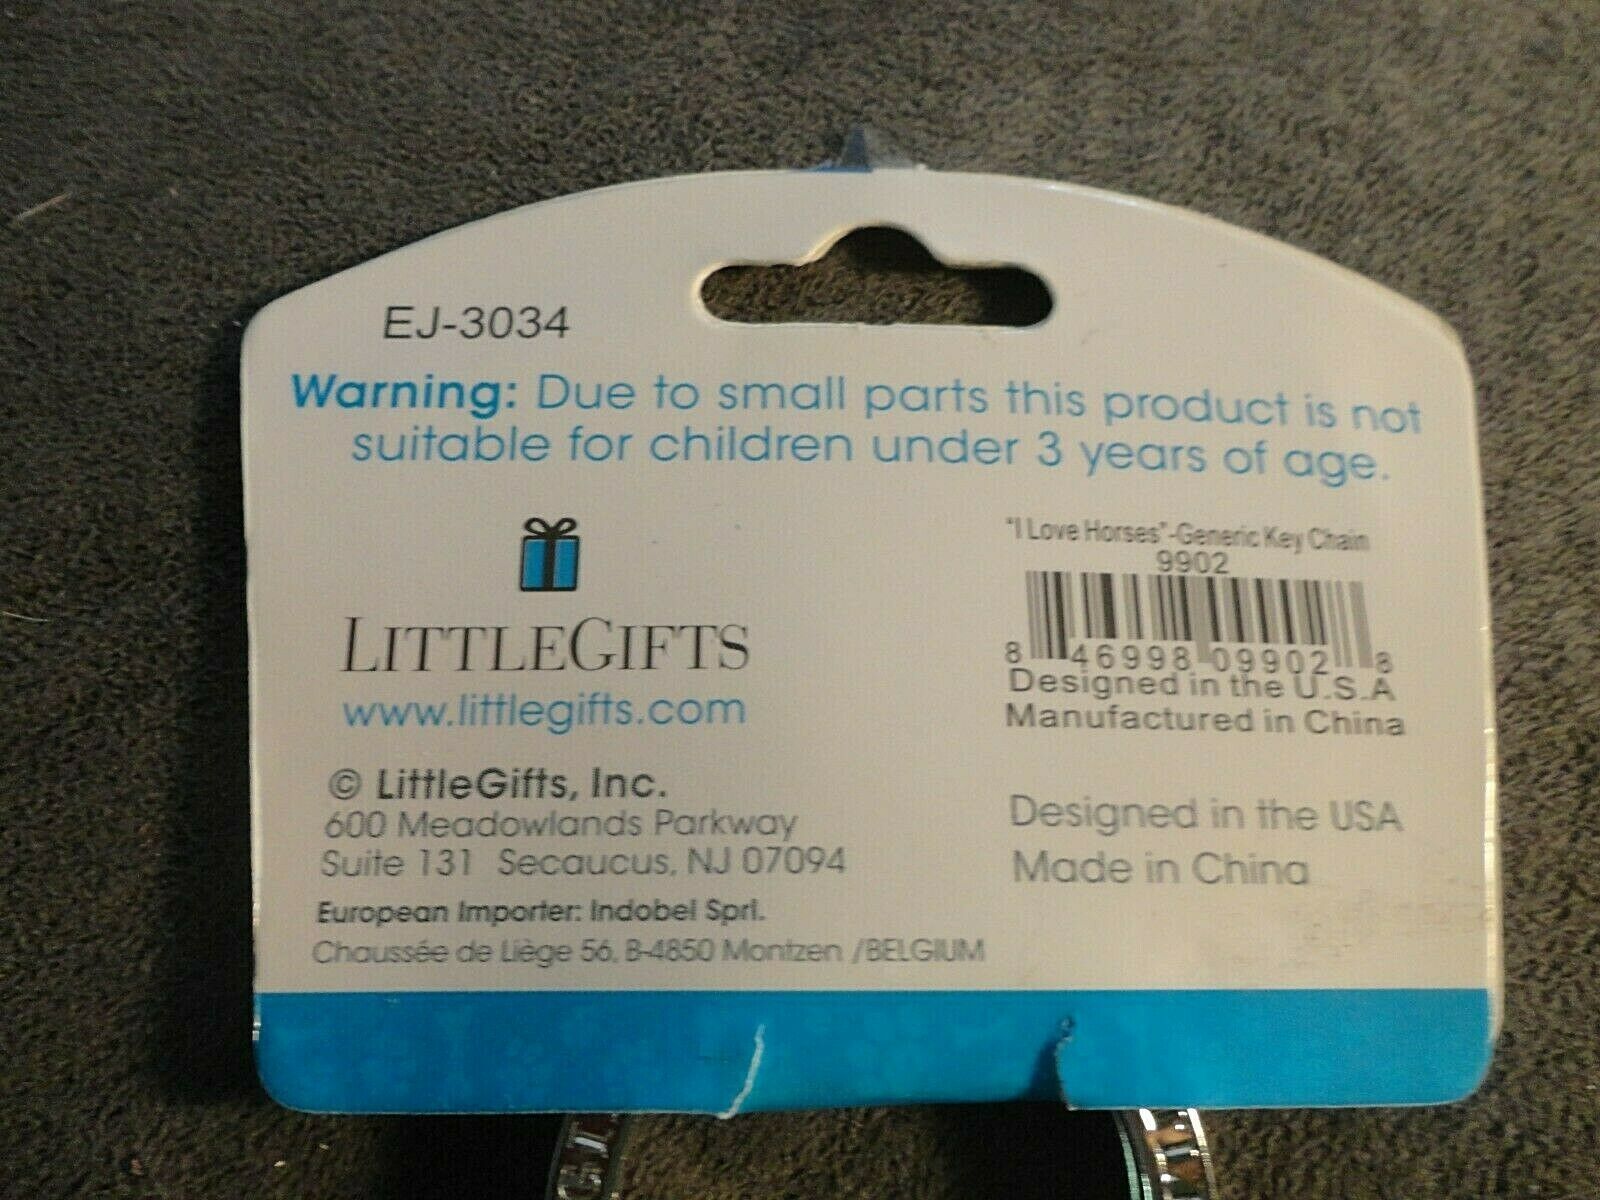 EJ-3034
Warning: Due to small parts this product is not
suitable for children under 3 years of age.
LITTLEGIFTS
www.littlegifts.com
© LittleGifts, Inc.
600 Meadowlands Parkway
Suite 131 Secaucus, NJ 07094
European Importer: Indobel Sprl.
Chaussée de Liège 56, B-4850 Montzen /BELGIUM
"I Love Horses"-Generic Key Chain
9902
8 46998 09902 8
Designed in the U.S.A
Manufactured in China
Designed in the USA
Made in China